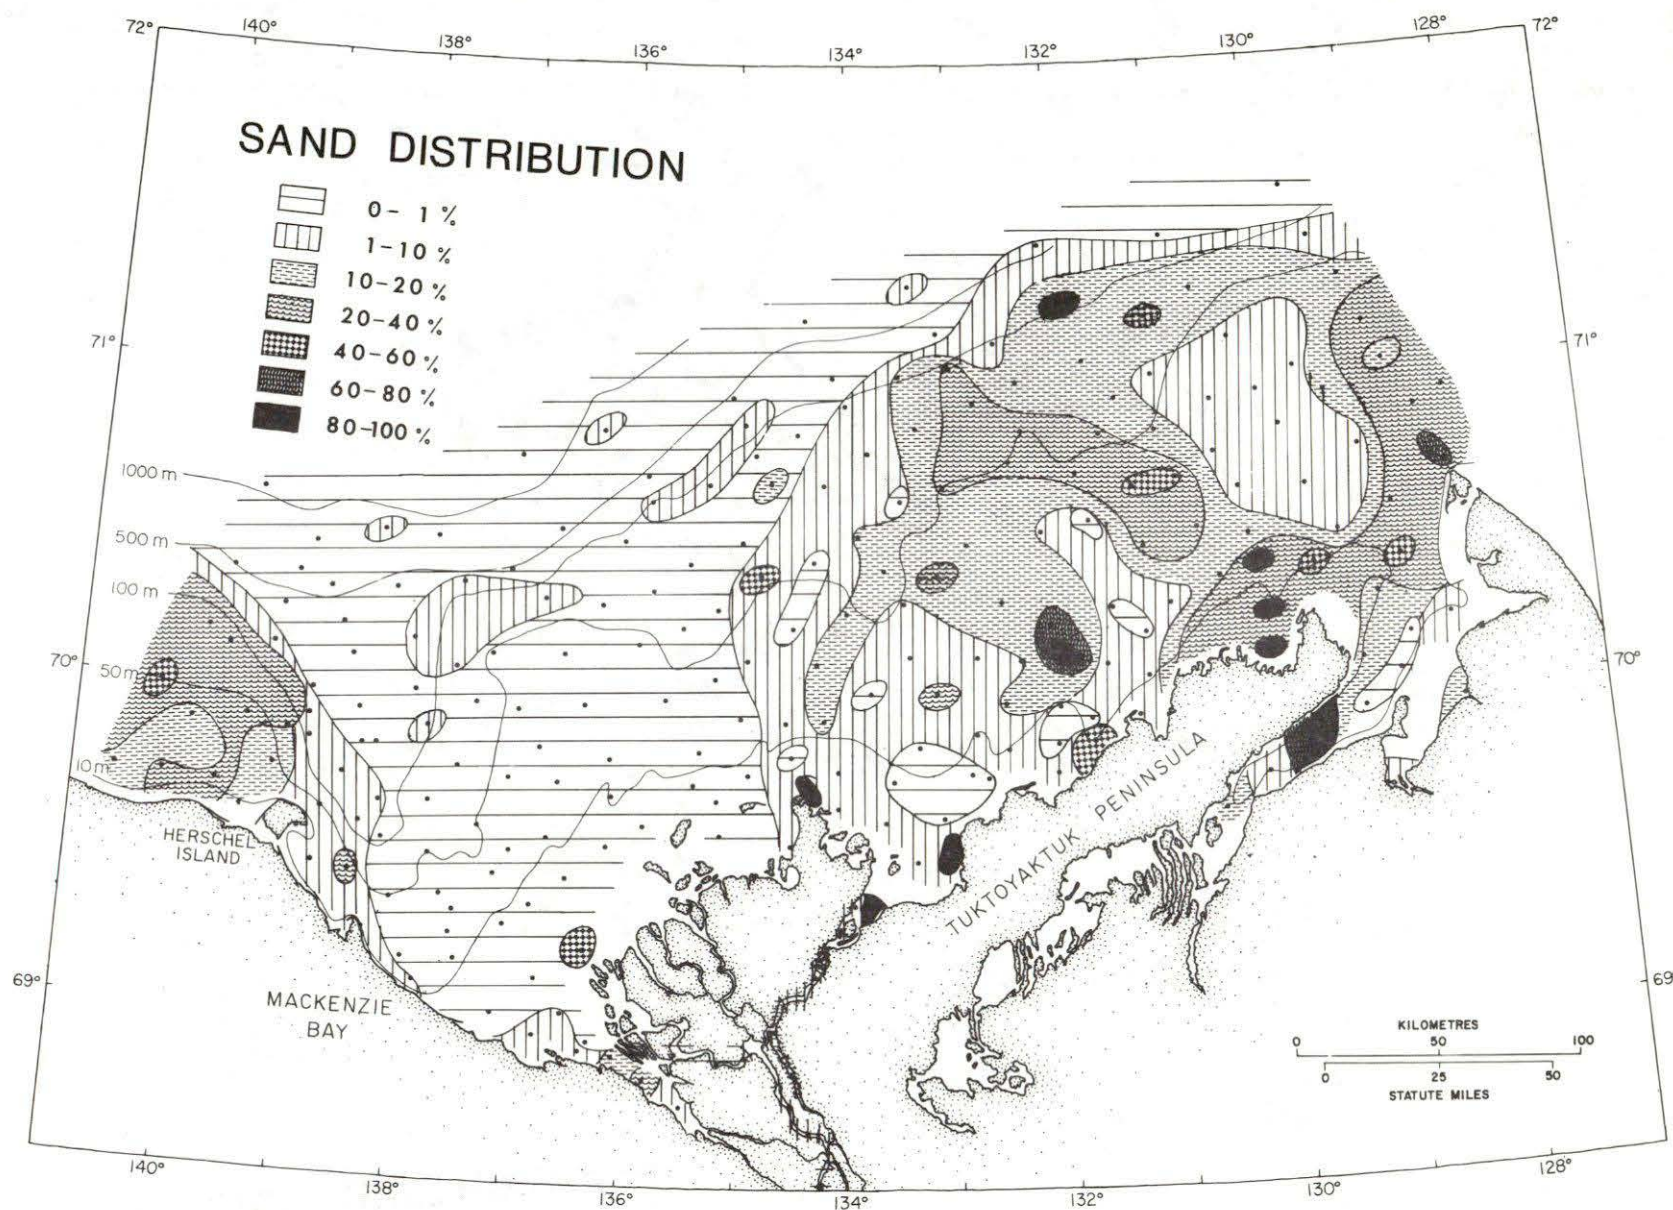 72° 140° 138° 136° 134° 132° 130° 128° 72°
SAND DISTRIBUTION
0 - 1 %
1 - 10 %
10 - 20 %
20 - 40 %
40 - 60 %
60 - 80 %
80 - 100 %
71° 71°
1000 m
500 m
100 m
70° 70°
50 m
10 m
HERSCHEL
ISLAND
TUKTOYAKTUK PENINSULA
69° 69°
MACKENZIE
BAY
KILOMETRES
0 50 100
0 25 50
STATUTE MILES
140° 138° 136° 134° 132° 130° 128°